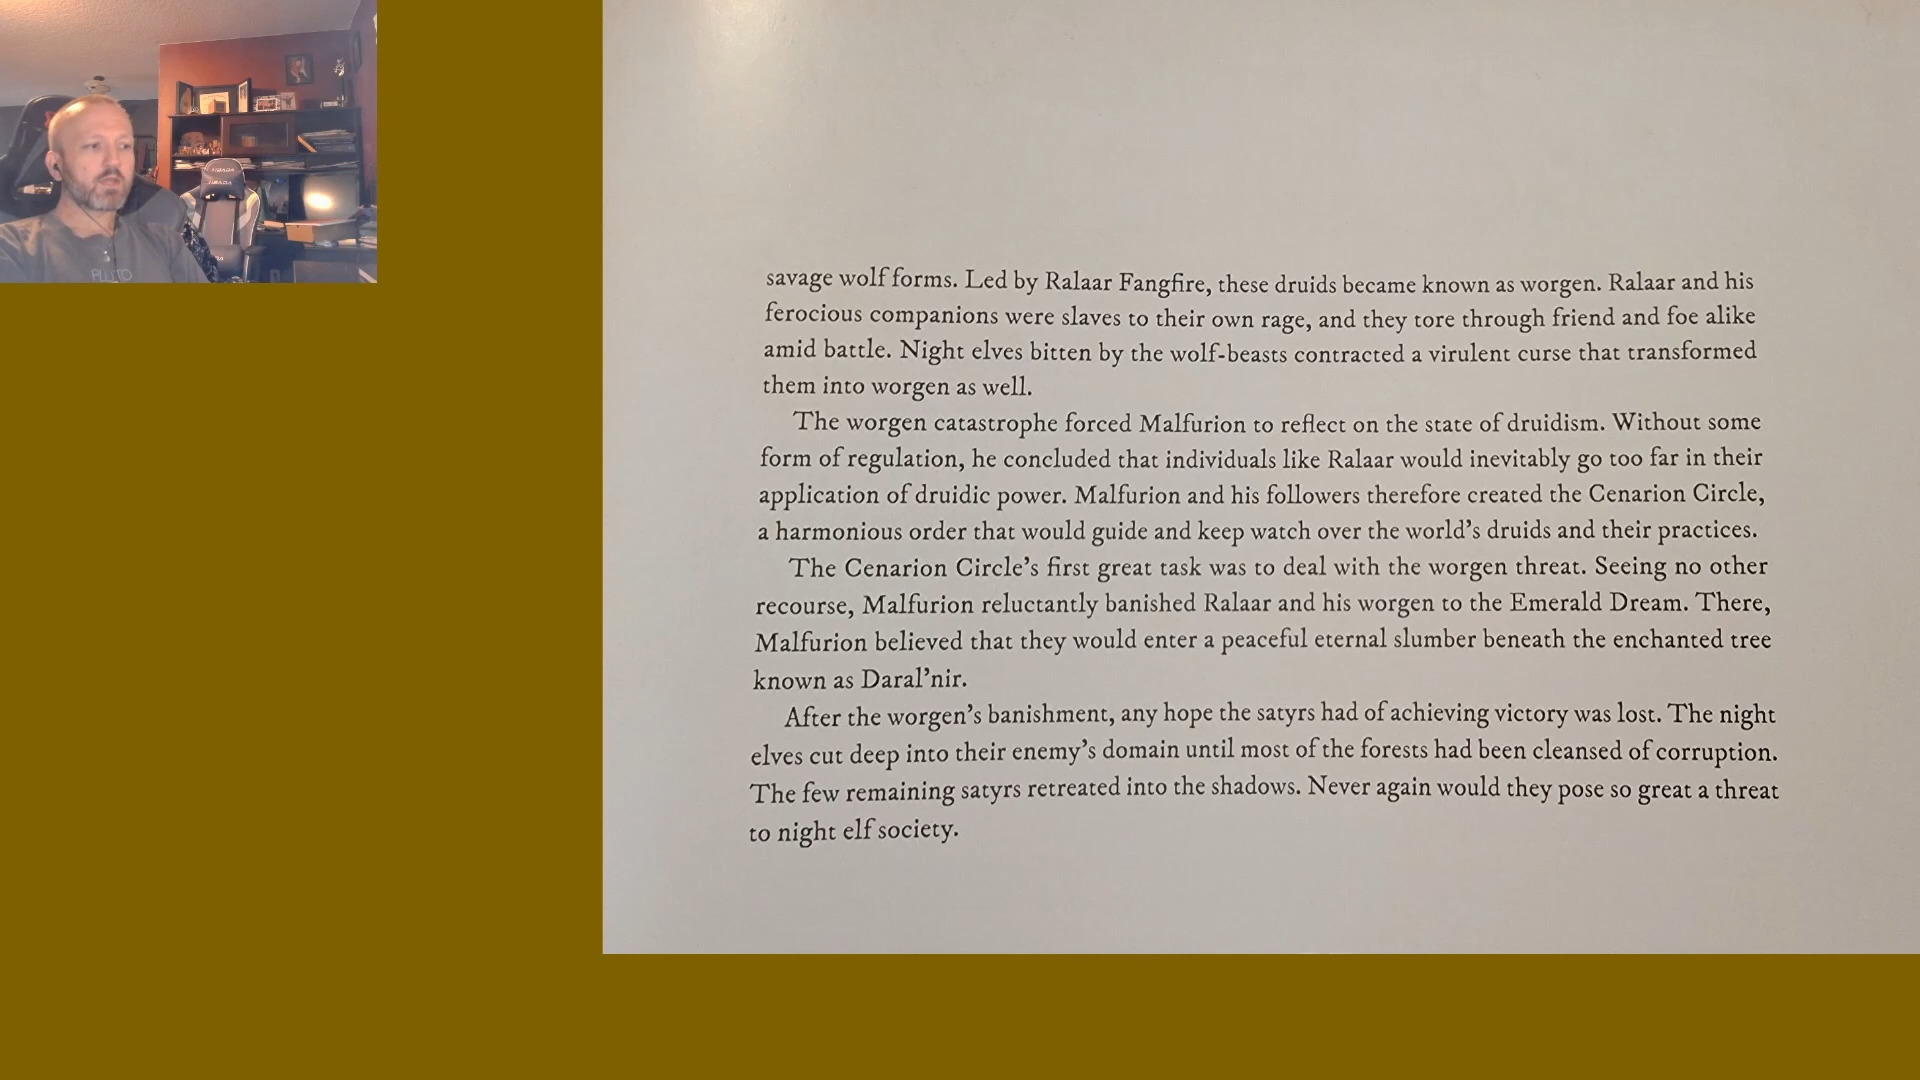 savage wolf forms. Led by Ralaar Fangfire, these druids became known as worgen. Ralaar and his
ferocious companions were slaves to their own rage, and they tore through friend and foe alike
amid battle. Night elves bitten by the wolf-beasts contracted a virulent curse that transformed
them into worgen as well.
The worgen catastrophe forced Malfurion to reflect on the state of druidism. Without some
form of regulation, he concluded that individuals like Ralaar would inevitably go too far in their
application of druidic power. Malfurion and his followers therefore created the Cenarion Circle,
a harmonious order that would guide and keep watch over the world's druids and their practices.
The Cenarion Circle's first great task was to deal with the worgen threat. Seeing no other
recourse, Malfurion reluctantly banished Ralaar and his worgen to the Emerald Dream. There,
Malfurion believed that they would enter a peaceful eternal slumber beneath the enchanted tree
known as Daral'nir.
After the worgen's banishment, any hope the satyrs had of achieving victory was lost. The night
elves cut deep into their enemy's domain until most of the forests had been cleansed of corruption.
The few remaining satyrs retreated into the shadows. Never again would they pose so great a threat
to night elf society.